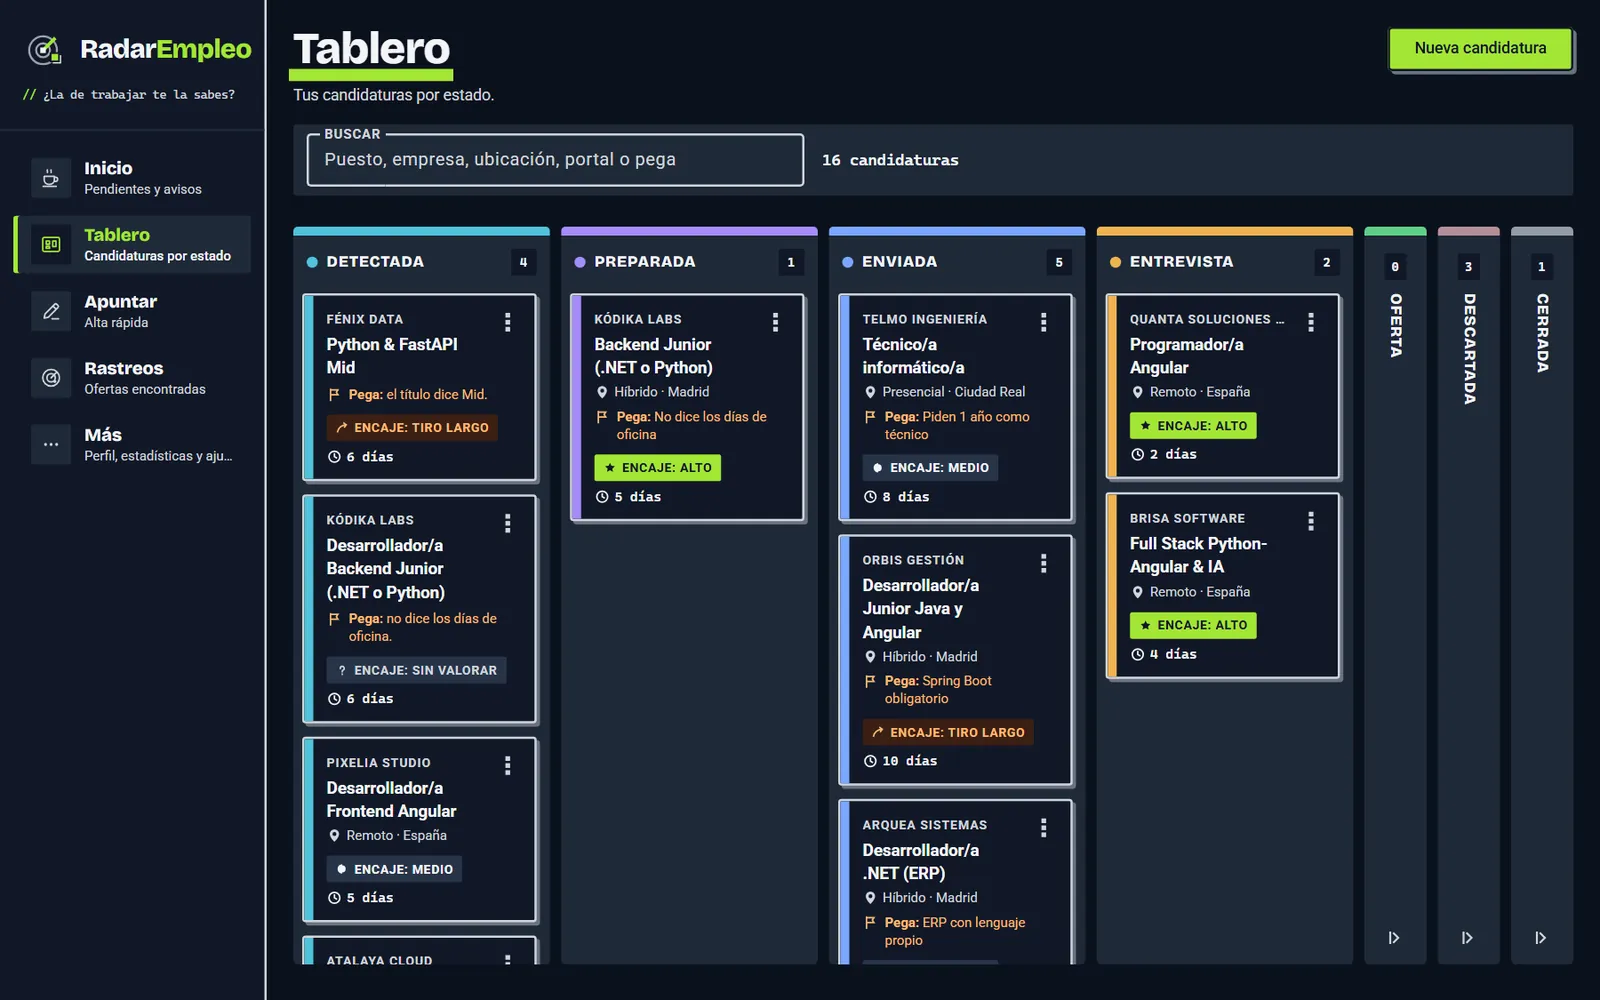 RadarEmpleo
// ¿La de trabajar te la sabes?
Inicio
Pendientes y avisos
Tablero
Candidaturas por estado
Apuntar
Alta rápida
Rastreos
Ofertas encontradas
Más
Perfil, estadísticas y aju…
Tablero
Tus candidaturas por estado.
Nueva candidatura
BUSCAR
Puesto, empresa, ubicación, portal o pega
16 candidaturas
DETECTADA 4
FÉNIX DATA
Python & FastAPI
Mid
Pega: el título dice Mid.
ENCAJE: TIRO LARGO
6 días
KÓDIKA LABS
Desarrollador/a
Backend Junior
(.NET o Python)
Pega: no dice los días de
oficina.
? ENCAJE: SIN VALORAR
6 días
PIXELIA STUDIO
Desarrollador/a
Frontend Angular
Remoto · España
ENCAJE: MEDIO
5 días
ATALAYA CLOUD
PREPARADA 1
KÓDIKA LABS
Backend Junior
(.NET o Python)
Híbrido · Madrid
Pega: No dice los días de
oficina
ENCAJE: ALTO
5 días
ENVIADA 5
TELMO INGENIERÍA
Técnico/a
informático/a
Presencial · Ciudad Real
Pega: Piden 1 año como
técnico
ENCAJE: MEDIO
8 días
ORBIS GESTIÓN
Desarrollador/a
Junior Java y
Angular
Híbrido · Madrid
Pega: Spring Boot
obligatorio
ENCAJE: TIRO LARGO
10 días
ARQUEA SISTEMAS
Desarrollador/a
.NET (ERP)
Híbrido · Madrid
Pega: ERP con lenguaje
propio
ENTREVISTA 2
QUANTA SOLUCIONES …
Programador/a
Angular
Remoto · España
ENCAJE: ALTO
2 días
BRISA SOFTWARE
Full Stack Python-
Angular & IA
Remoto · España
ENCAJE: ALTO
4 días
0
OFERTA
3
DESCARTADA
1
CERRADA